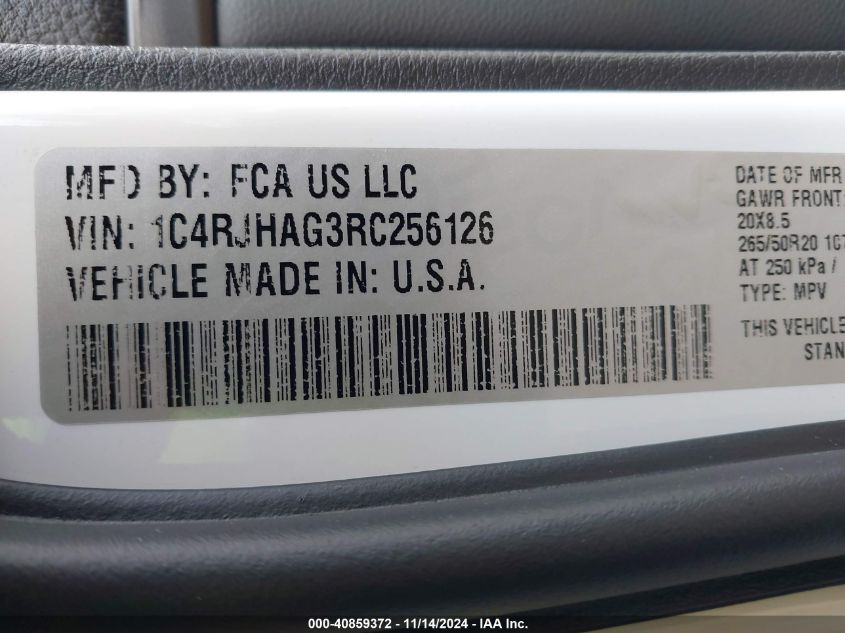 MFD BY: FCA US LLC
VIN: 1C4RJHAG3RC256126
VEHICLE MADE IN: U.S.A.
DATE OF MFR
GAWR FRONT:
20X8.5
265/50R20 107
AT 250 kPa /
TYPE: MPV
THIS VEHICLE
STAN
000-40859372 - 11/14/2024 - IAA Inc.